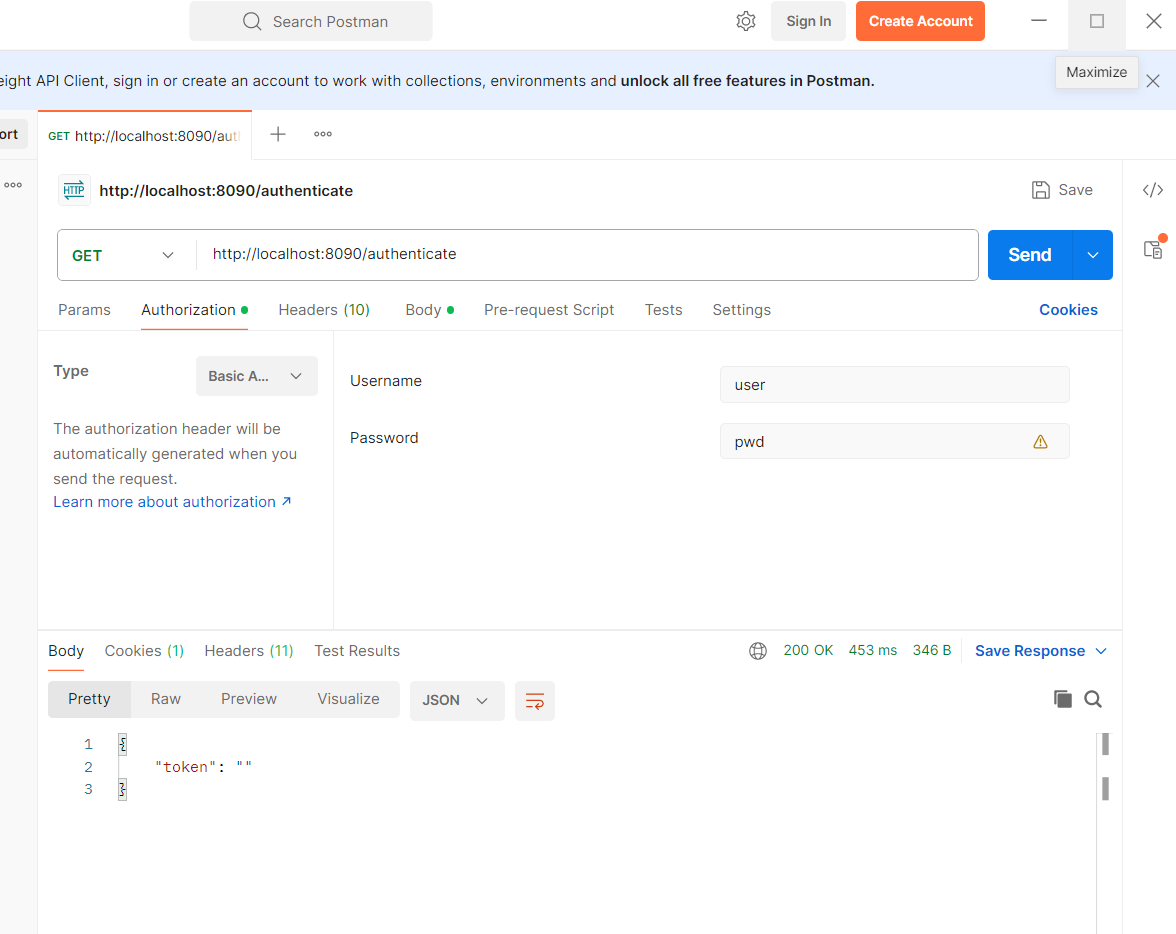 Search Postman
Sign In
Create Account
eight API Client, sign in or create an account to work with collections, environments and unlock all free features in Postman.
Maximize
ort
GET http://localhost:8090/aut
HTTP http://localhost:8090/authenticate
Save
</>
GET http://localhost:8090/authenticate
Send
Params Authorization Headers (10) Body Pre-request Script Tests Settings Cookies
Type
Basic A...
The authorization header will be
automatically generated when you
send the request.
Learn more about authorization ↗
Username user
Password pwd
Body Cookies (1) Headers (11) Test Results 200 OK 453 ms 346 B Save Response
Pretty Raw Preview Visualize JSON
1 {
2 "token": ""
3 }